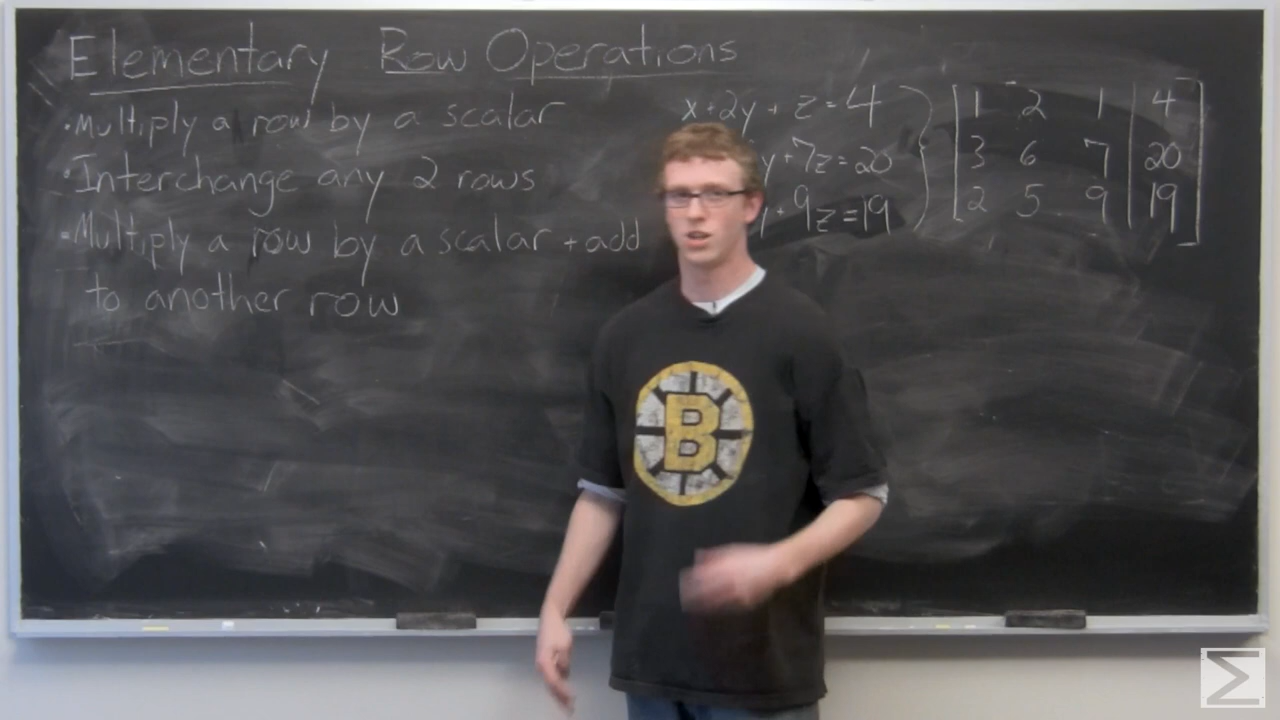 Elementary Row Operations
• Multiply a row by a scalar
• Interchange any 2 rows
• Multiply a row by a scalar + add
to another row
x + 2y + z = 4
y + 7z = 20
y + 9z = 19
1 2 1 4
3 6 7 20
2 5 9 19
B
Σ